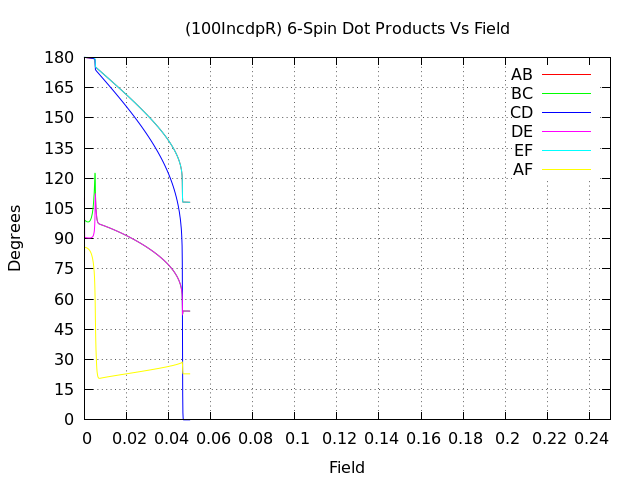 (100IncdpR) 6-Spin Dot Products Vs Field
180
165
150
135
120
105
90
75
60
45
30
15
0
Degrees
AB
BC
CD
DE
EF
AF
0 0.02 0.04 0.06 0.08 0.1 0.12 0.14 0.16 0.18 0.2 0.22 0.24
Field